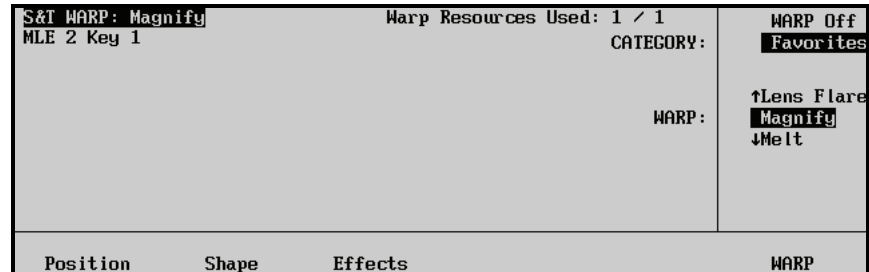 S&T WARP: Magnify Warp Resources Used: 1 / 1 WARP Off
MLE 2 Key 1 CATEGORY: Favorites
↑Lens Flare
WARP: Magnify
↓Melt
Position Shape Effects WARP